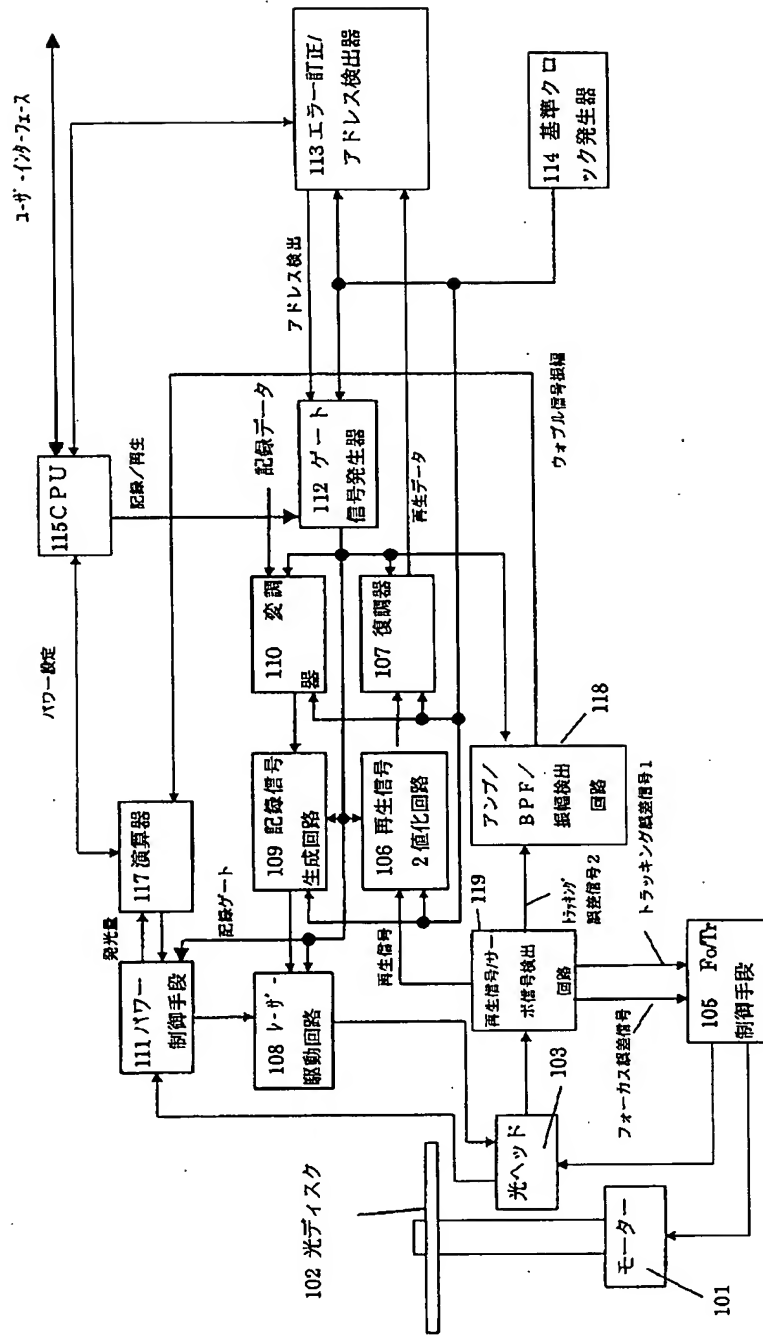 ユーザ-インターフェース
115CPU
パワー設定
記録/再生
117演算器
発光量
111パワー
制御手段
記録ゲート
108 レーザ-
駆動回路
109 記録信号
生成回路
110 変調
器
記録データ
112 ゲート
信号発生器
アドレス検出
113 エラー訂正/
アドレス検出器
再生信号
106 再生信号
2値化回路
107 復調器
再生データ
114 基準クロ
ック発生器
ウォブル信号振幅
102 光ディスク
光ヘッド
103
119
再生信号/サー
ボ信号検出
回路
トラッキング
誤差信号2
アンプ/
BPF/
振幅検出
回路
118
トラッキング誤差信号1
フォーカス誤差信号
105 Fo/Tr
制御手段
モーター
101